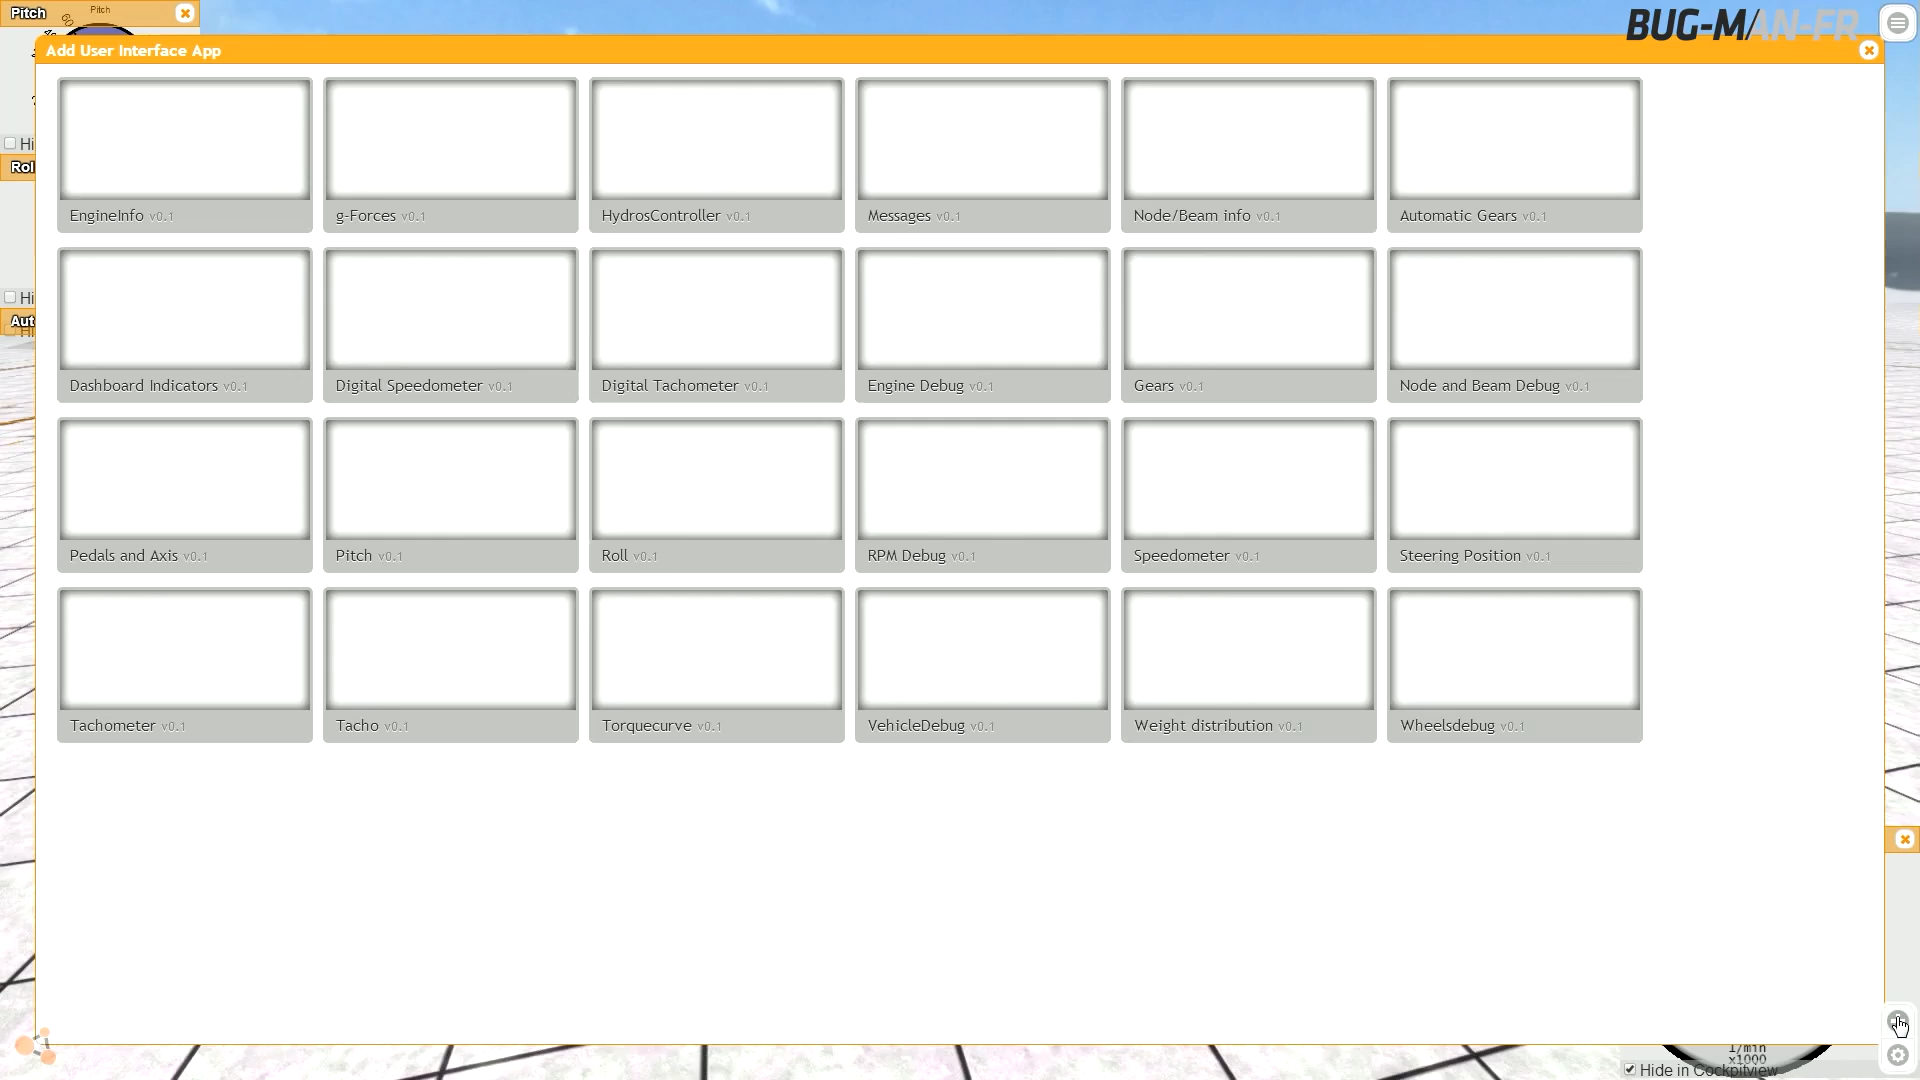 Pitch
Pitch
60
BUG-MAN-FR
Add User Interface App
EngineInfo v0.1
g-Forces v0.1
HydrosController v0.1
Messages v0.1
Node/Beam info v0.1
Automatic Gears v0.1
Dashboard Indicators v0.1
Digital Speedometer v0.1
Digital Tachometer v0.1
Engine Debug v0.1
Gears v0.1
Node and Beam Debug v0.1
Pedals and Axis v0.1
Pitch v0.1
Roll v0.1
RPM Debug v0.1
Speedometer v0.1
Steering Position v0.1
Tachometer v0.1
Tacho v0.1
Torquecurve v0.1
VehicleDebug v0.1
Weight distribution v0.1
Wheelsdebug v0.1
Hi
Rol
Hi
Aut
1/min
x1000
Hide in Cockpitview